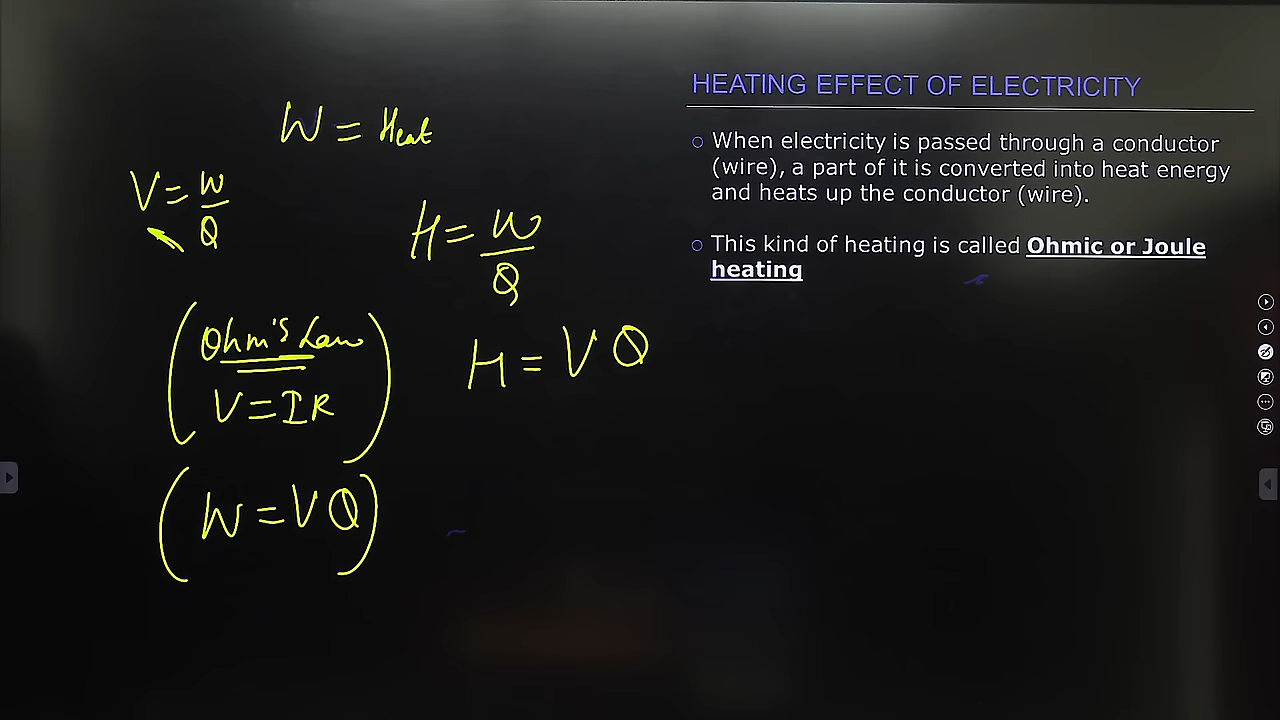 W = Heat
V = W
Q
H = W
Q
(Ohm's Law
V = IR)
H = VQ
(W = VQ)
HEATING EFFECT OF ELECTRICITY
When electricity is passed through a conductor
(wire), a part of it is converted into heat energy
and heats up the conductor (wire).
This kind of heating is called Ohmic or Joule
heating